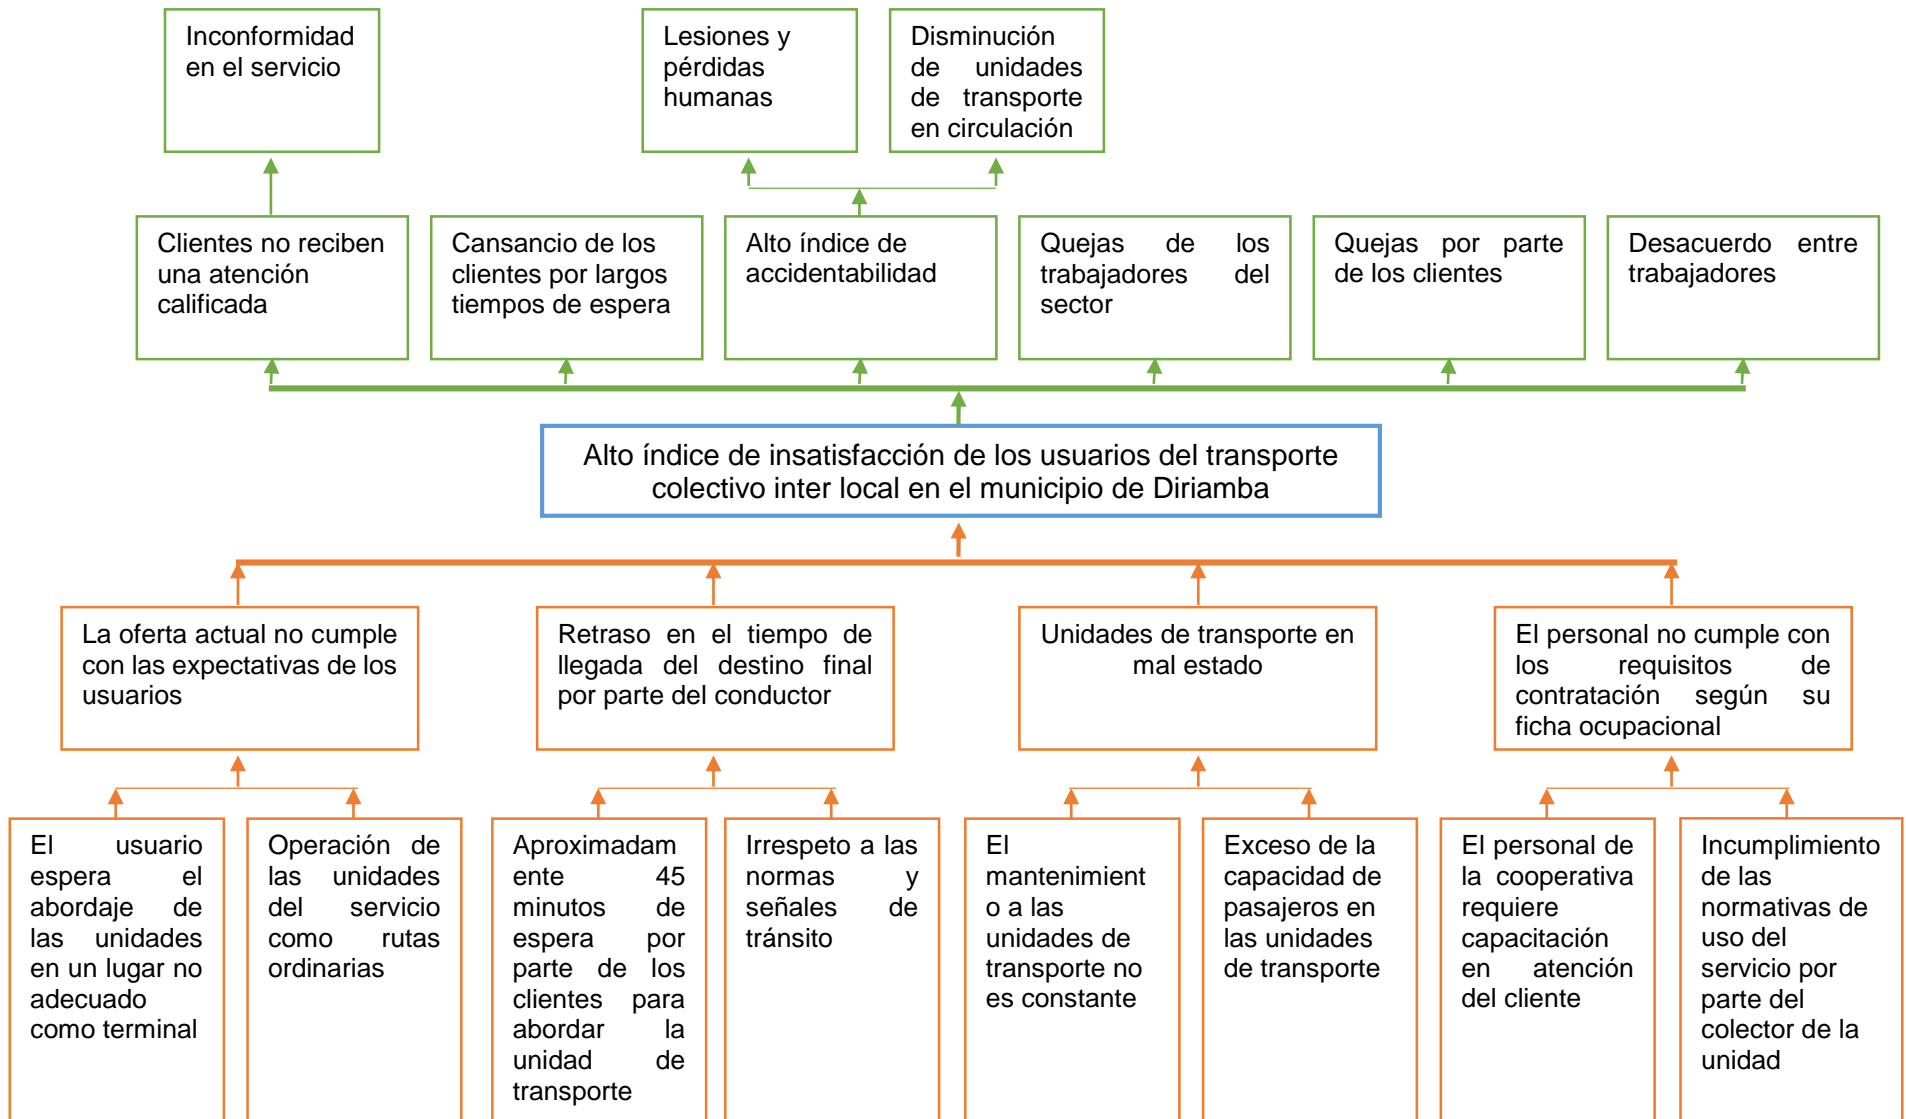 Inconformidad
en el servicio
Lesiones y
pérdidas
humanas
Disminución
de unidades
de transporte
en circulación
Clientes no reciben
una atención
calificada
Cansancio de los
clientes por largos
tiempos de espera
Alto índice de
accidentabilidad
Quejas de los
trabajadores del
sector
Quejas por parte
de los clientes
Desacuerdo entre
trabajadores
Alto índice de insatisfacción de los usuarios del transporte
colectivo inter local en el municipio de Diriamba
La oferta actual no cumple
con las expectativas de los
usuarios
Retraso en el tiempo de
llegada del destino final
por parte del conductor
Unidades de transporte en
mal estado
El personal no cumple con
los requisitos de
contratación según su
ficha ocupacional
El usuario
espera el
abordaje de
las unidades
en un lugar no
adecuado
como terminal
Operación de
las unidades
del servicio
como rutas
ordinarias
Aproximadam
ente 45
minutos de
espera por
parte de los
clientes para
abordar la
unidad de
transporte
Irrespeto a las
normas y
señales de
tránsito
El
mantenimient
o a las
unidades de
transporte no
es constante
Exceso de la
capacidad de
pasajeros en
las unidades
de transporte
El personal de
la cooperativa
requiere
capacitación
en atención
del cliente
Incumplimiento
de las
normativas de
uso del
servicio por
parte del
colector de la
unidad